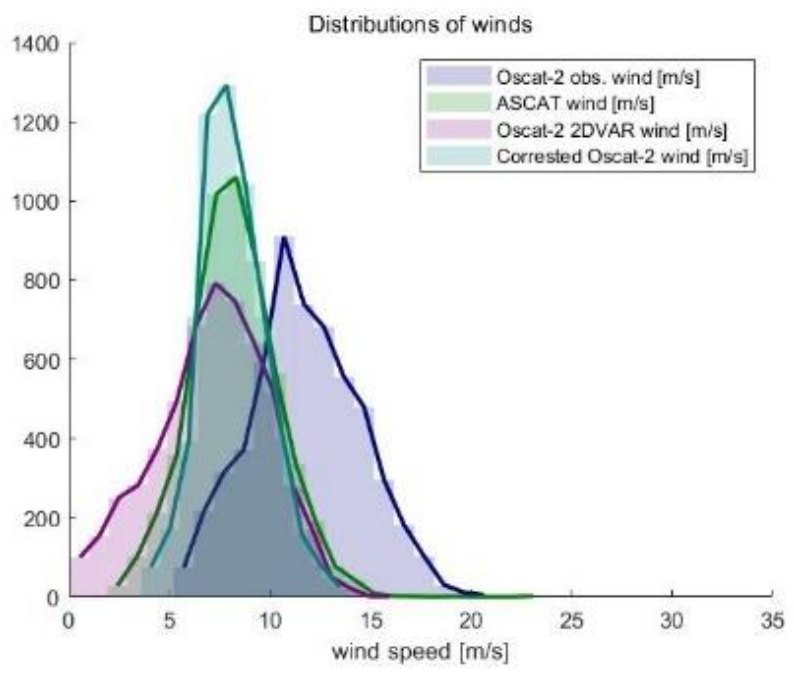 Distributions of winds
1400
1200
1000
800
600
400
200
0
Oscat-2 obs. wind [m/s]
ASCAT wind [m/s]
Oscat-2 2DVAR wind [m/s]
Corrested Oscat-2 wind [m/s]
0 5 10 15 20 25 30 35
wind speed [m/s]